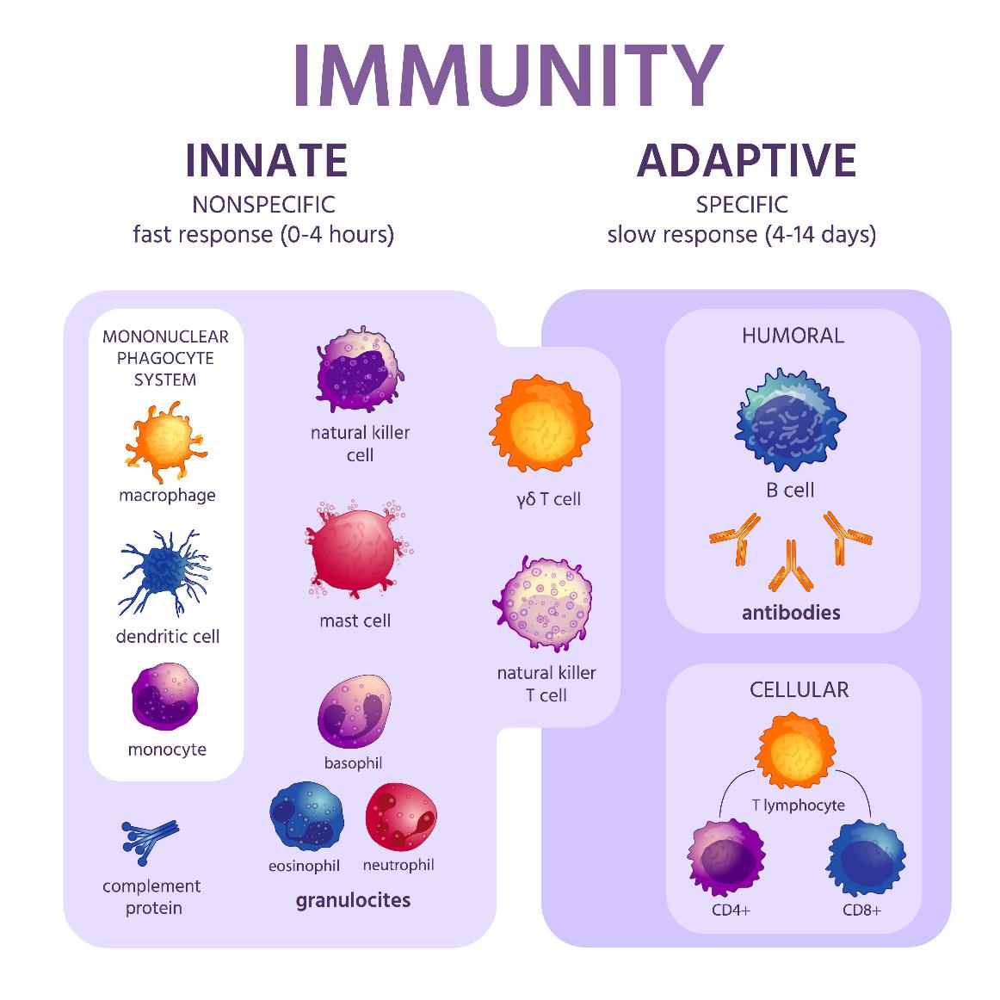 IMMUNITY
INNATE
NONSPECIFIC
fast response (0-4 hours)
ADAPTIVE
SPECIFIC
slow response (4-14 days)
MONONUCLEAR
PHAGOCYTE
SYSTEM
macrophage
dendritic cell
monocyte
complement
protein
natural killer
cell
mast cell
basophil
eosinophil
neutrophil
granulocites
γδ T cell
natural killer
T cell
HUMORAL
B cell
antibodies
CELLULAR
T lymphocyte
CD4+
CD8+